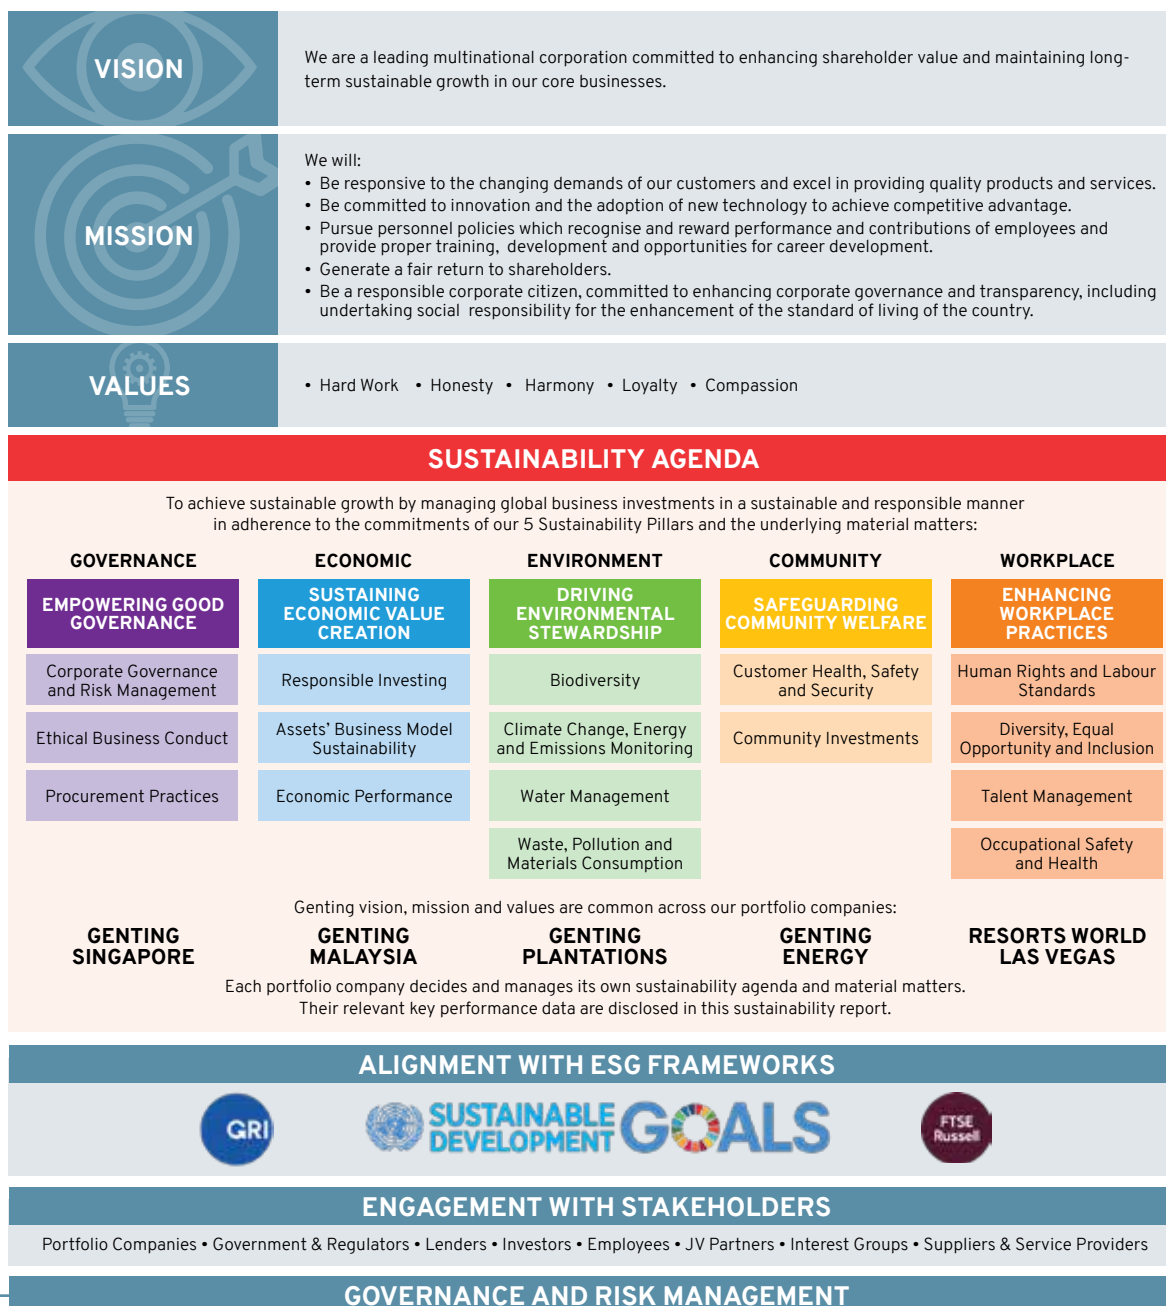 VISION
We are a leading multinational corporation committed to enhancing shareholder value and maintaining long-
term sustainable growth in our core businesses.
MISSION
We will:
• Be responsive to the changing demands of our customers and excel in providing quality products and services.
• Be committed to innovation and the adoption of new technology to achieve competitive advantage.
• Pursue personnel policies which recognise and reward performance and contributions of employees and
provide proper training, development and opportunities for career development.
• Generate a fair return to shareholders.
• Be a responsible corporate citizen, committed to enhancing corporate governance and transparency, including
undertaking social responsibility for the enhancement of the standard of living of the country.
VALUES
• Hard Work • Honesty • Harmony • Loyalty • Compassion
SUSTAINABILITY AGENDA
To achieve sustainable growth by managing global business investments in a sustainable and responsible manner
in adherence to the commitments of our 5 Sustainability Pillars and the underlying material matters:
GOVERNANCE
EMPOWERING GOOD
GOVERNANCE
Corporate Governance
and Risk Management
Ethical Business Conduct
Procurement Practices
ECONOMIC
SUSTAINING
ECONOMIC VALUE
CREATION
Responsible Investing
Assets' Business Model
Sustainability
Economic Performance
ENVIRONMENT
DRIVING
ENVIRONMENTAL
STEWARDSHIP
Biodiversity
Climate Change, Energy
and Emissions Monitoring
Water Management
Waste, Pollution and
Materials Consumption
COMMUNITY
SAFEGUARDING
COMMUNITY WELFARE
Customer Health, Safety
and Security
Community Investments
WORKPLACE
ENHANCING
WORKPLACE
PRACTICES
Human Rights and Labour
Standards
Diversity, Equal
Opportunity and Inclusion
Talent Management
Occupational Safety
and Health
Genting vision, mission and values are common across our portfolio companies:
GENTING
SINGAPORE
GENTING
MALAYSIA
GENTING
PLANTATIONS
GENTING
ENERGY
RESORTS WORLD
LAS VEGAS
Each portfolio company decides and manages its own sustainability agenda and material matters.
Their relevant key performance data are disclosed in this sustainability report.
ALIGNMENT WITH ESG FRAMEWORKS
GRI
SUSTAINABLE
DEVELOPMENT
GOALS
FTSE
Russell
ENGAGEMENT WITH STAKEHOLDERS
Portfolio Companies • Government & Regulators • Lenders • Investors • Employees • JV Partners • Interest Groups • Suppliers & Service Providers
GOVERNANCE AND RISK MANAGEMENT